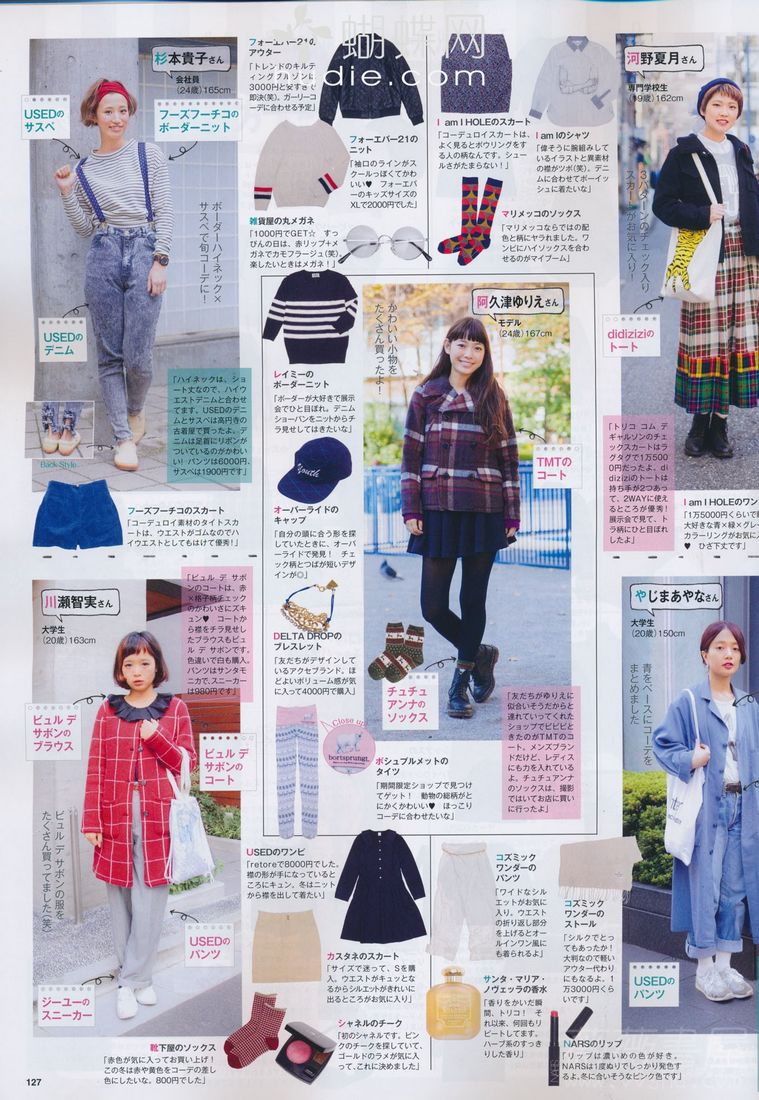 蝴蝶网
udie.com
杉本貴子さん
会社員
(24歳)165cm
USEDの
サスペ
フーズフーチコの
ボーダーニット
ボーダーハイネック×
サスペで旬コーデに!
USEDの
デニム
「ハイネックは、ショ
ート丈なので、ハイウ
エストデニムと合わせ
てます。USEDのデニ
ムとサスペは高円寺の
古着屋で買ったよ。デ
ニムは足首にリボンが
ついているのがかわい
い! パンツは6000円、
サスペは1900円です」
Back Style
フーズフーチコのスカート
「コーデュロイ素材のタイトスカ
ートは、ウエストがゴムなのでハ
イウエストとしてもはけて優秀」
フォーエバー21の
アウター
「トレンドのキルテ
ィングブルゾンは
3000円と安すぎて
即決(笑)。ガーリーコ
ーデに合わせる予定」
フォーエバー21の
ニット
「袖口のラインがス
クールっぽくてかわ
いい♥ フォーエバ
ーのキッズサイズの
XLで2000円でした」
雑貨屋の丸メガネ
「1000円でGET☆ すっ
ぴんの日は、赤リップ+メ
ガネでカモフラージュ(笑)。
楽したいときはメガネ!」
I am I HOLEのスカート
「コーデュロイスカートは、
よく見るとボウリングをす
る人の柄なんです。シュー
ルさがたまらない!」
I am Iのシャツ
「偉そうに腕組みして
いるイラストと異素材
の襟がツボ(笑)。デニ
ムに合わせてボーイッ
シュに着たいな」
マリメッコのソックス
「マリメッコならではの配
色と柄にヤラれました。ワ
ンピにハイソックスを合わ
せるのがマイブーム」
河野夏月さん
専門学校生
(19歳)162cm
3パターンのチェック入り
スカートがお気に入り!
didiziziの
トート
「トリコ コム デ
ギャルソンのチェ
ックスカートはラ
グタグで1万500
0円だったよ。di
diziziのトートは
持ち手が2つあっ
て、2WAYに使え
るところが優秀!
展示会で見て、ト
ラ柄にひと目ぼれ
したよ」
I am I HOLEのワン
「1万5000円くらいで
大好きな青×緑×グレ
カラーリングがお気に
♥ ひざ丈です」
レイミーの
ボーダーニット
「ボーダーが大好きで展示
会でひと目ぼれ。デニム
ショーパンをニットからチ
ラ見せしてはきたいな」
Youth
オーバーライドの
キャップ
「自分の頭に合う形を探
していたときに、オーバ
ーライドで発見! チェ
ック柄とつばが短いデザ
インが◎」
DELTA DROPの
ブレスレット
「友だちがデザインして
いるアクセブランド。ほ
どよいボリューム感が気
に入って4000円で購入」
Close up!
bortsprungt.
ボシュプルメットの
タイツ
「期間限定ショップで見つけ
てゲット! 動物の総柄がと
にかくかわいい♥ ほっこり
コーデに合わせたいな」
阿久津ゆりえさん
モデル
(24歳)167cm
かわいい小物を
たくさん買ったよ!
TMTの
コート
チュチュ
アンナの
ソックス
「友だちがゆりえに
似合いそうだからと
連れていってくれた
ショップでビビビと
きたのがTMTのコ
ート。メンズブラン
ドだけど、レディス
にも力を入れている
よ。チュチュアンナ
のソックスは、撮影
ではいてお店に買い
に行ったよ」
川瀬智実さん
大学生
(20歳)163cm
「ビュル デ サボ
ンのコートは、赤
×格子柄チェック
のかわいさにズキ
ュン♥ コートか
ら襟をチラ見せし
たブラウスもビュ
ル デ サボンです。
色違いで白も購入。
パンツはサンタモ
ニカで、スニーカー
は980円です」
ビュル デ
サボンの
ブラウス
ビュル デ
サボンの
コート
ビュル デ サボンの服を
たくさん買ってました(笑)
USEDの
パンツ
ジーユーの
スニーカー
靴下屋のソックス
「赤色が気に入ってお買い上げ!
この冬は赤や黄色をコーデの差し
色にしたいな。800円でした」
USEDのワンピ
「retoreで8000円でした。
襟の形が手になっていると
ころにキュン。冬はニット
から襟を出して着たい」
カスタネのスカート
「サイズで迷って、Sを購
入。ウエストがキュッとな
るからシルエットがきれいに
出るところがお気に入り」
シャネルのチーク
「初のシャネルです。ピン
クのチークを探していて、
ゴールドのラメが気に入
って、これに決めました」
コズミック
ワンダーの
パンツ
「ワイドなシル
エットがお気に
入り。ウエスト
の折り返し部分
を上げるとオー
ルインワン風に
も着られるよ」
サンタ・マリア・
ノヴェッラの香水
「香りをかいだ瞬
間、トリコ! そ
れ以来、何回もリ
ピートしてます。
ハーブ系のすっき
りした香り」
コズミック
ワンダーの
ストール
「シルクでとっ
てもあったか!
大判なので軽い
アウター代わり
にもなるよ。1
万3000円くら
いです」
NARS
NARSのリップ
「リップは濃いめの色が好き。
NARSは1度ぬりでしっかり発色す
るよ。冬に合いそうなピンク色です」
やじまあやなさん
大学生
(20歳)150cm
青をベースにコーデを
まとめました
USEDの
パンツ
127